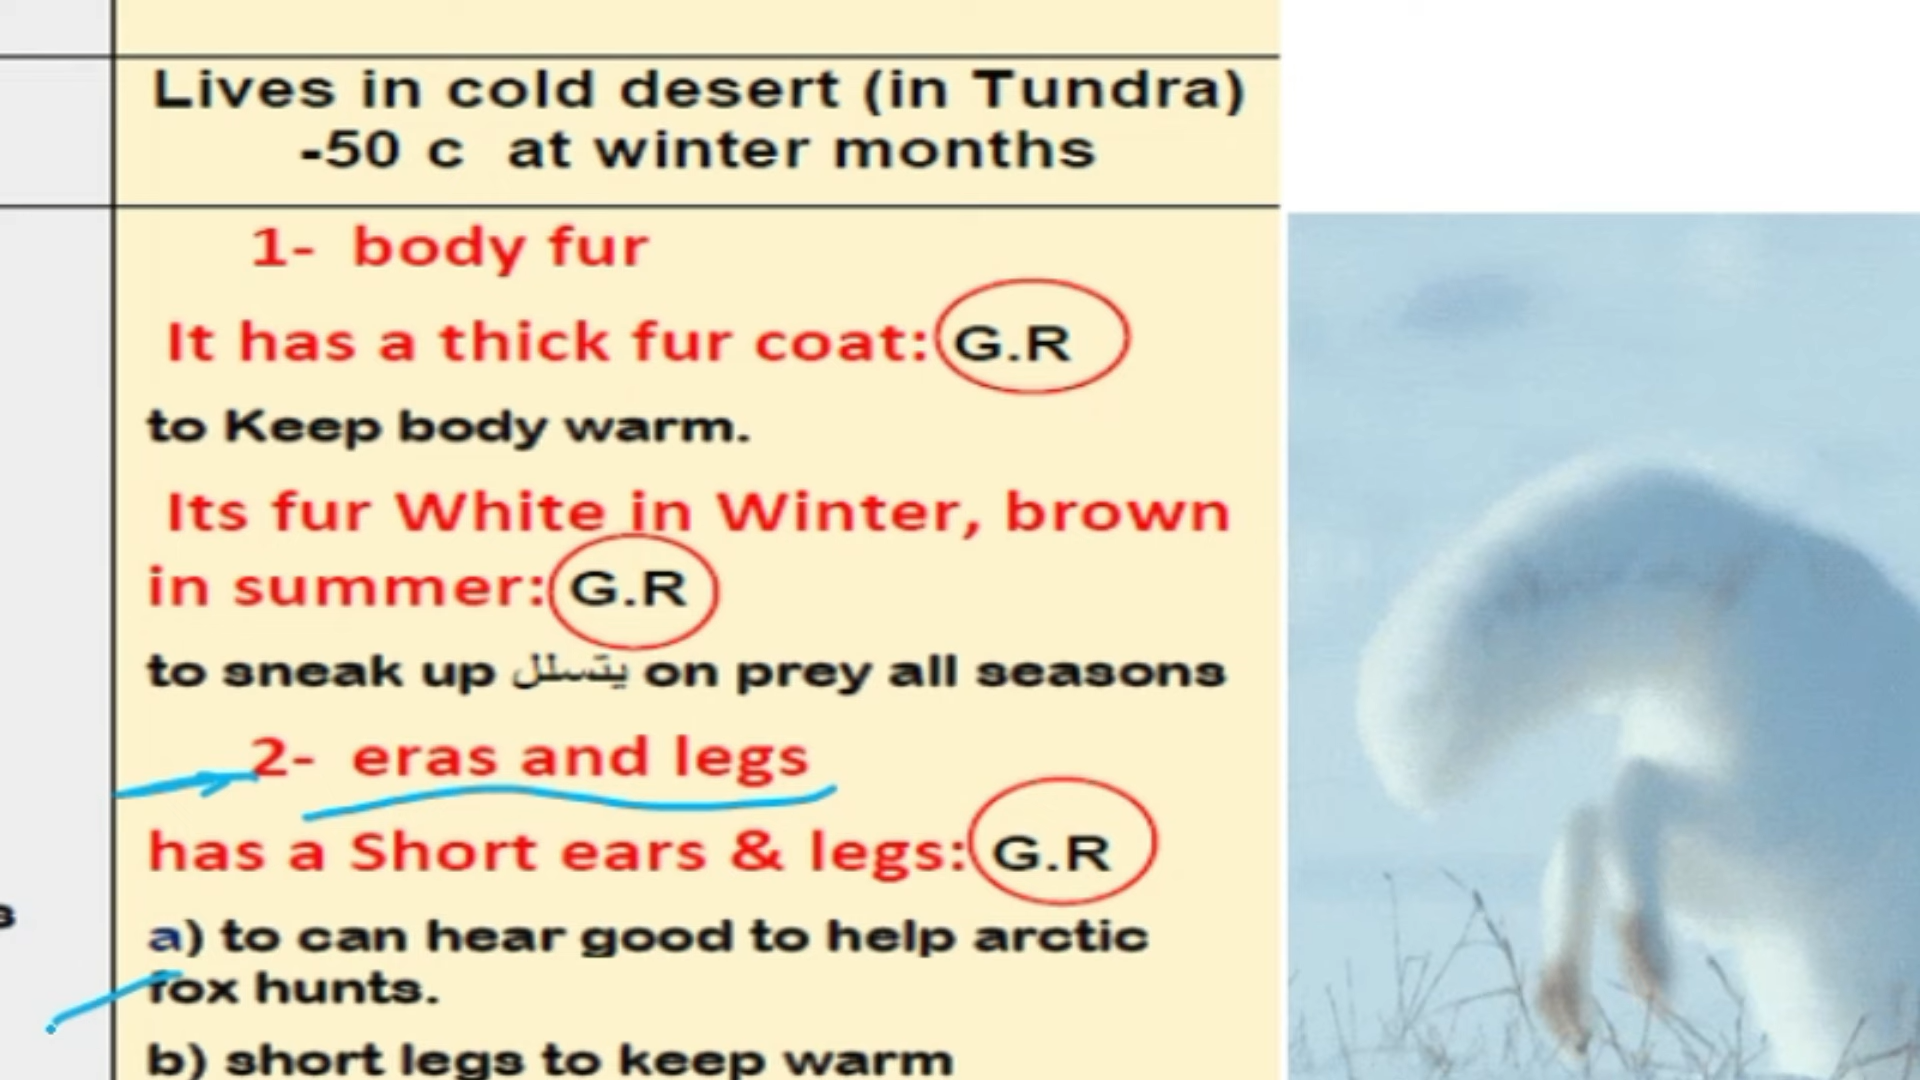 Lives in cold desert (in Tundra)
-50 c at winter months
1- body fur
It has a thick fur coat: G.R
to Keep body warm.
Its fur White in Winter, brown
in summer: G.R
to sneak up يتسلل on prey all seasons
2- eras and legs
has a Short ears & legs: G.R
a) to can hear good to help arctic
fox hunts.
b) short legs to keep warm